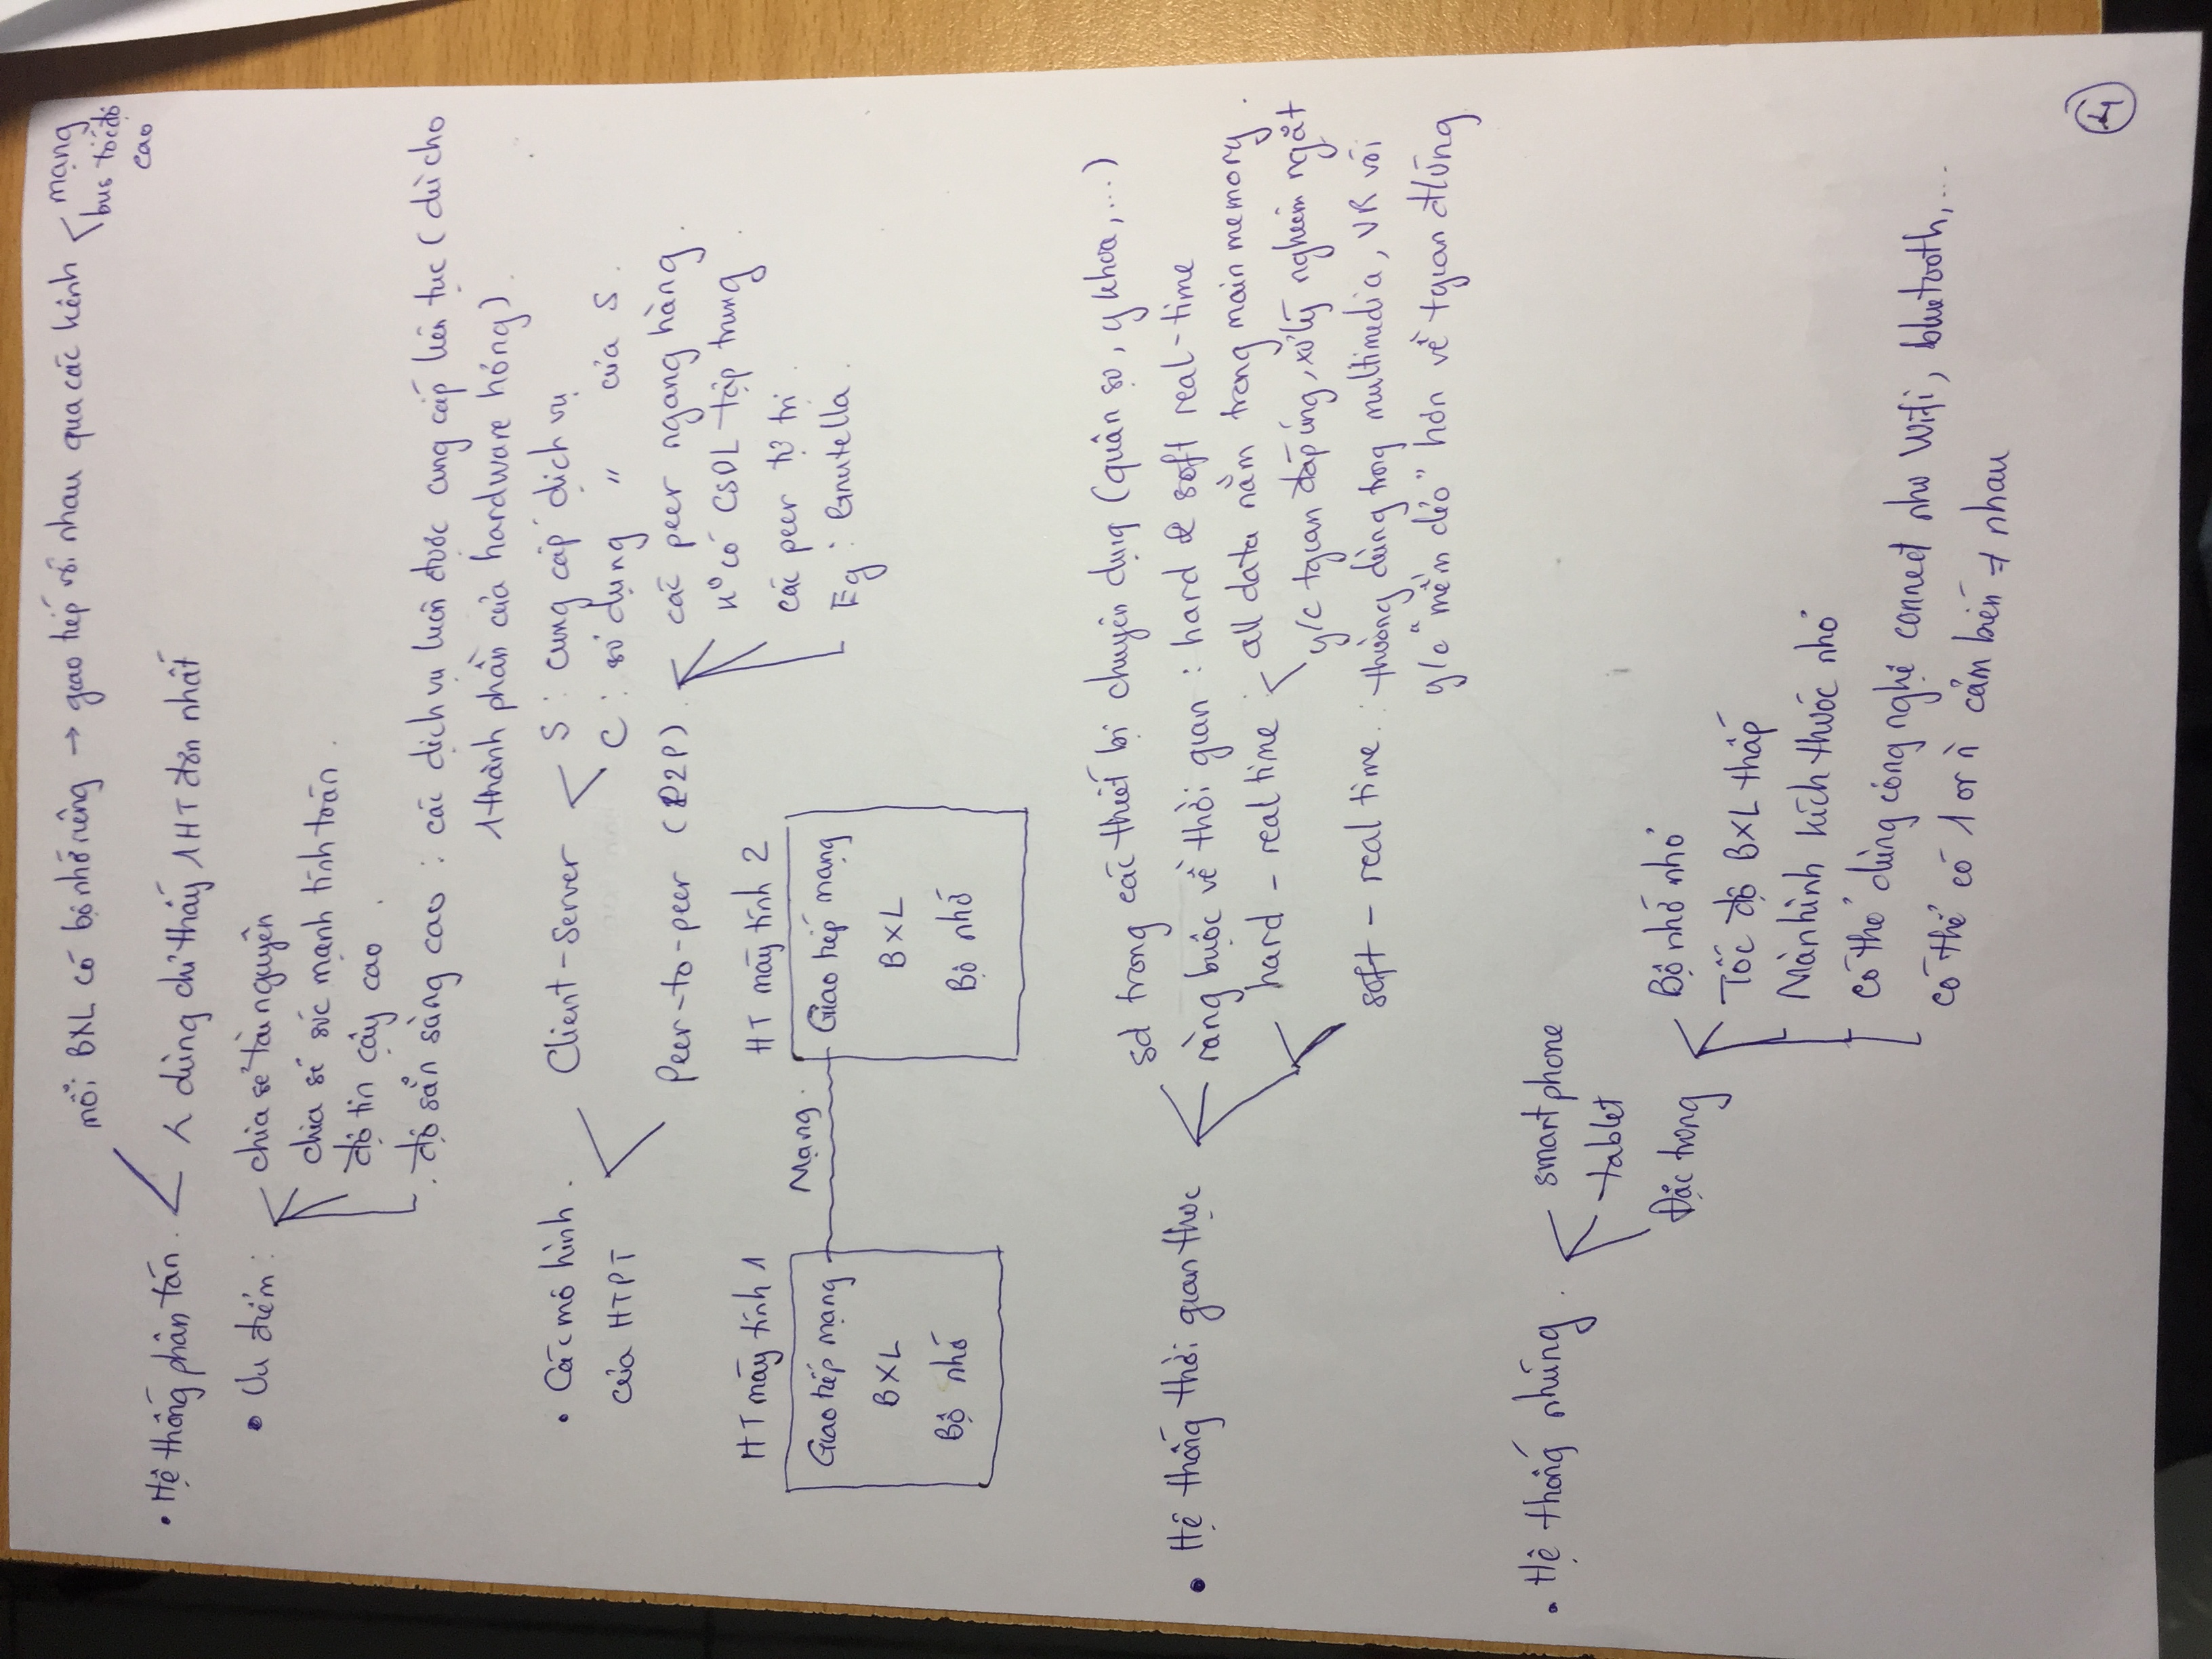 mỗi BXL có bộ nhớ riêng → giao tiếp với nhau qua các kênh < mạng
bus tốc độ
cao
• Hệ thống phân tán.
dùng chỉ thấy 1 HT đơn nhất
• Ưu điểm:
chia sẻ tài nguyên
chia sẻ sức mạnh tính toán.
độ tin cậy cao.
độ sẵn sàng cao: các dịch vụ luôn được cung cấp liên tục (dù cho
1 thành phần của hardware hỏng).
• Các mô hình
của HTPT
Client-Server < S: cung cấp dịch vụ
C: sử dụng " của S.
Peer-to-peer (P2P).
các peer ngang hàng.
K° có CSDL tập trung.
các peer tự trị.
Eg: Gnutella.
HT máy tính 1
HT máy tính 2
Mạng.
Giao tiếp mạng
BXL
Bộ nhớ
Giao tiếp mạng
BXL
Bộ nhớ
• Hệ thống thời gian thực
sd trong các thiết bị chuyên dụng (quân sự, y khoa,...)
ràng buộc về thời gian: hard & soft real-time
hard - real time: all data nằm trong main memory.
y/c tgian đáp ứng, xử lý nghiêm ngặt
soft - real time.: thường dùng trong multimedia, VR với
y/c "mềm dẻo" hơn về tgian đ/ứng
• Hệ thống nhúng.
smart phone
tablet
Đặc trưng
Bộ nhớ nhỏ
Tốc độ BXL thấp
Màn hình kích thước nhỏ
Có thể dùng công nghệ connect như Wifi, bluetooth,...
Có thể có 1 or n` cảm biến ≠ nhau